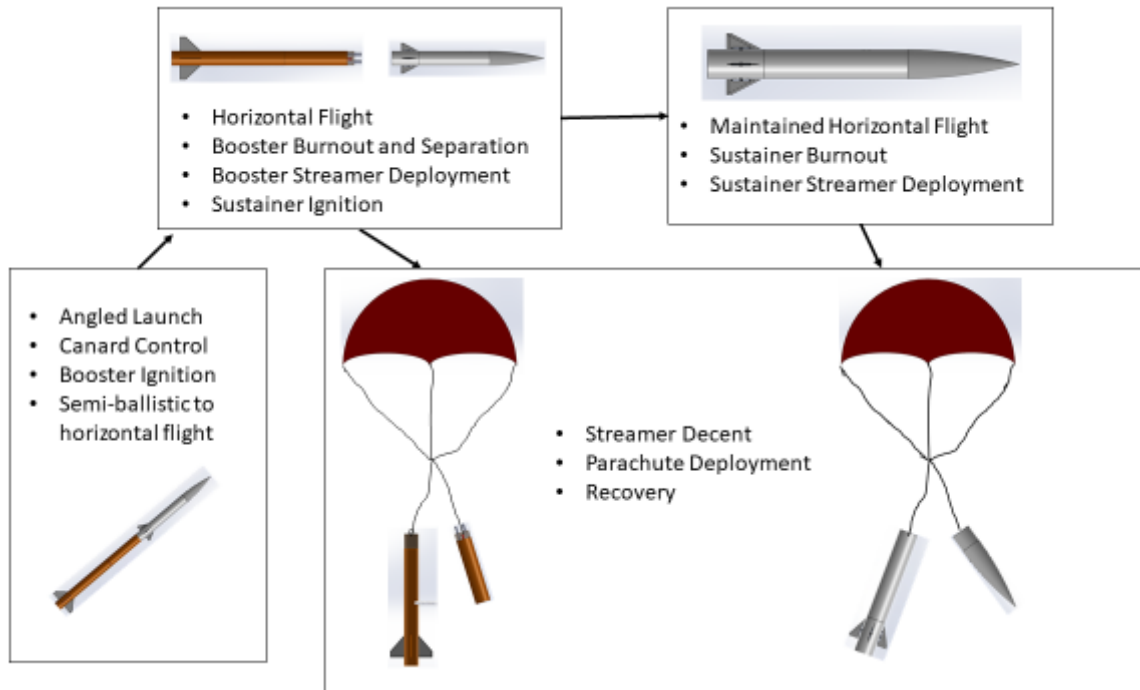 • Horizontal Flight
• Booster Burnout and Separation
• Booster Streamer Deployment
• Sustainer Ignition
• Maintained Horizontal Flight
• Sustainer Burnout
• Sustainer Streamer Deployment
• Angled Launch
• Canard Control
• Booster Ignition
• Semi-ballistic to
horizontal flight
• Streamer Decent
• Parachute Deployment
• Recovery